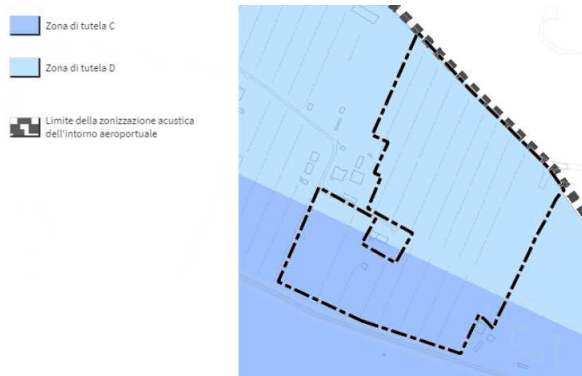 Zona di tutela C
Zona di tutela D
Limite della zonizzazione acustica
dell'intorno aeroportuale